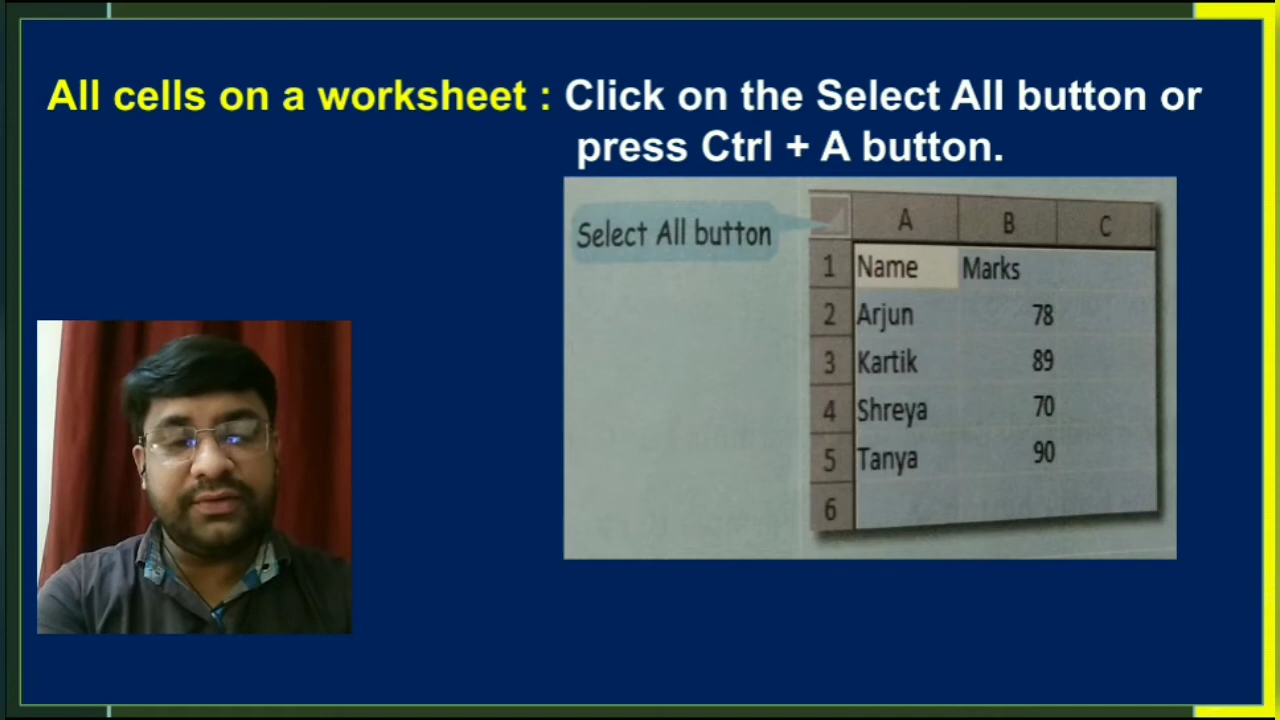 All cells on a worksheet : Click on the Select All button or
press Ctrl + A button.
Select All button
A B C
1 Name Marks
2 Arjun 78
3 Kartik 89
4 Shreya 70
5 Tanya 90
6